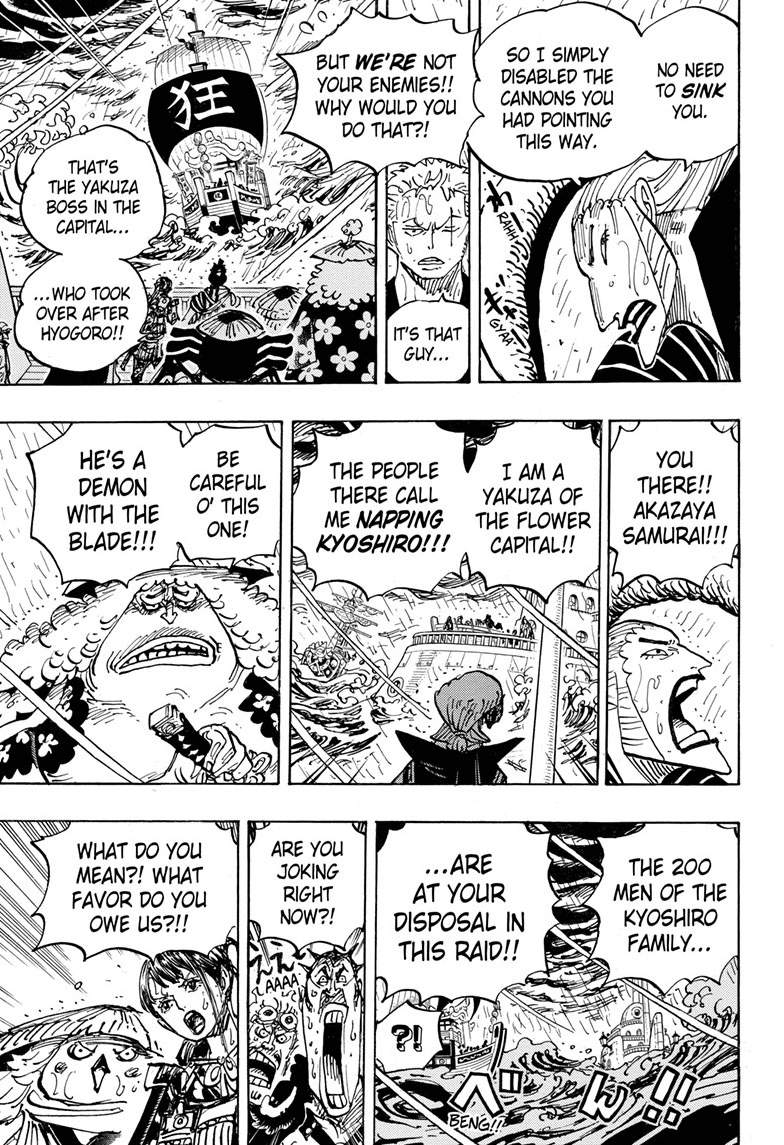 NO NEED
TO SINK
YOU.
SO I SIMPLY
DISABLED THE
CANNONS YOU
HAD POINTING
THIS WAY.
RAHH
GYAA
BUT WE'RE NOT
YOUR ENEMIES!!
WHY WOULD YOU
DO THAT?!
IT'S THAT
GUY...
狂
THAT'S
THE YAKUZA
BOSS IN THE
CAPITAL...
...WHO TOOK
OVER AFTER
HYOGORO!!
YOU
THERE!!
AKAZAYA
SAMURAI!!!
I AM A
YAKUZA OF
THE FLOWER
CAPITAL!!
THE PEOPLE
THERE CALL
ME NAPPING
KYOSHIRO!!!
BE
CAREFUL
O' THIS
ONE!
HE'S A
DEMON
WITH THE
BLADE!!!
THE 200
MEN OF THE
KYOSHIRO
FAMILY...
...ARE
AT YOUR
DISPOSAL IN
THIS RAID!!
?!
べん!!
BENG!!
ARE YOU
JOKING
RIGHT
NOW?!
AAAA
WHAT DO YOU
MEAN?! WHAT
FAVOR DO YOU
OWE US?!!